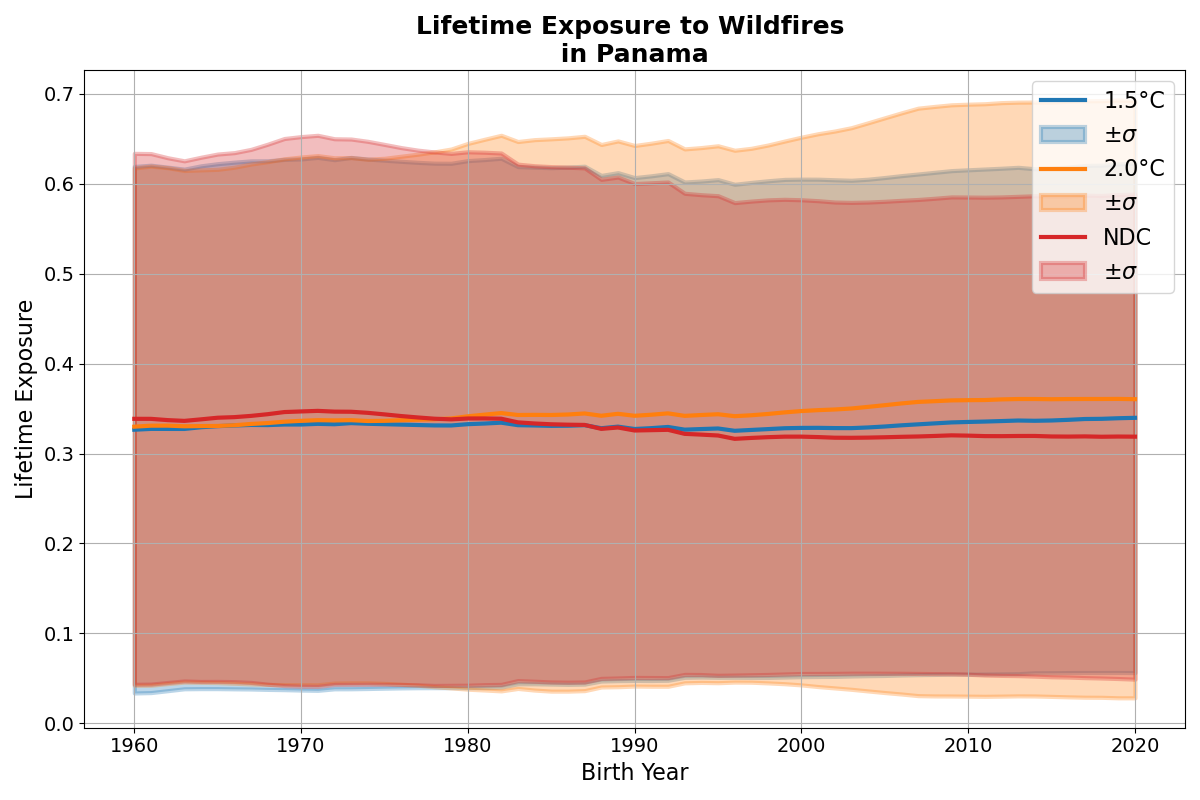 Lifetime Exposure to Wildfires
in Panama
Lifetime Exposure
0.7
0.6
0.5
0.4
0.3
0.2
0.1
0.0
1.5°C
±σ
2.0°C
±σ
NDC
±σ
1960
1970
1980
1990
2000
2010
2020
Birth Year